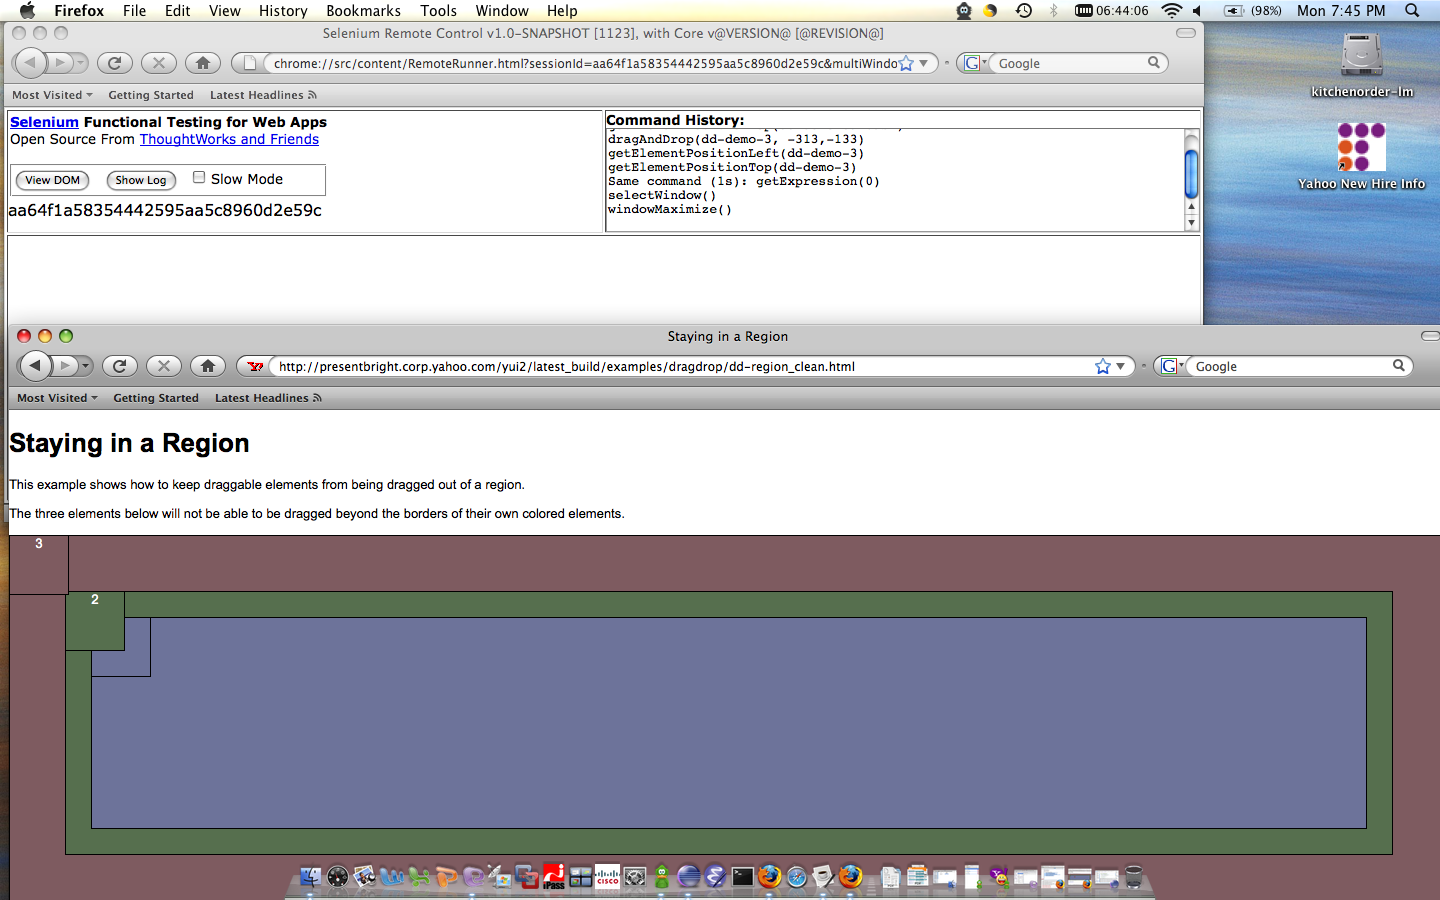 Firefox File Edit View History Bookmarks Tools Window Help 06:44:06 (98%) Mon 7:45 PM
Selenium Remote Control v1.0-SNAPSHOT [1123], with Core v@VERSION@ [@REVISION@]
chrome://src/content/RemoteRunner.html?sessionId=aa64f1a58354442595aa5c8960d2e59c&multiWindo
G Google
Most Visited Getting Started Latest Headlines
Selenium Functional Testing for Web Apps
Open Source From ThoughtWorks and Friends
View DOM Show Log Slow Mode
aa64f1a58354442595aa5c8960d2e59c
Command History:
dragAndDrop(dd-demo-3, -313,-133)
getElementPositionLeft(dd-demo-3)
getElementPositionTop(dd-demo-3)
Same command (1s): getExpression(0)
selectWindow()
windowMaximize()
kitchenorder-lm
Yahoo New Hire Info
Staying in a Region
http://presentbright.corp.yahoo.com/yui2/latest_build/examples/dragdrop/dd-region_clean.html
G Google
Most Visited Getting Started Latest Headlines
Staying in a Region
This example shows how to keep draggable elements from being dragged out of a region.
The three elements below will not be able to be dragged beyond the borders of their own colored elements.
3
2
iPass
CISCO